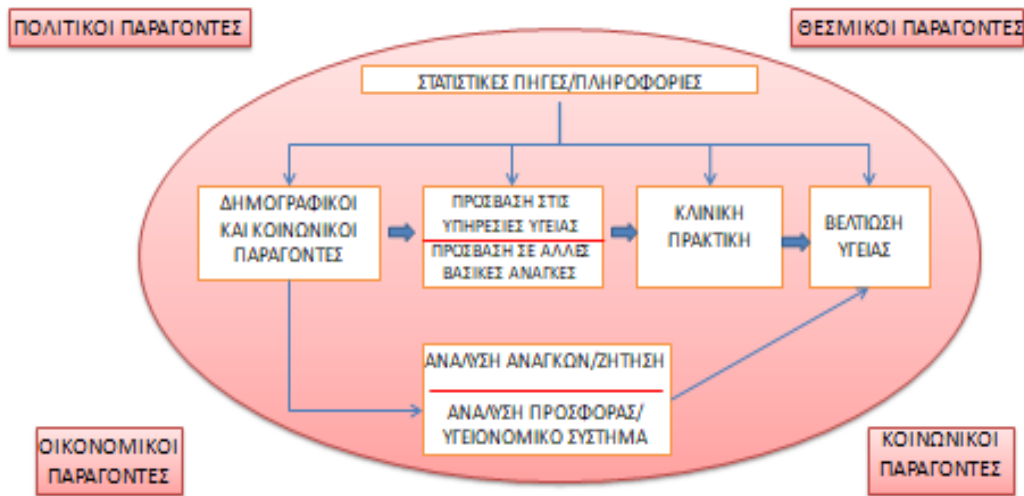 ΠΟΛΙΤΙΚΟΙ ΠΑΡΑΓΟΝΤΕΣ
ΘΕΣΜΙΚΟΙ ΠΑΡΑΓΟΝΤΕΣ
ΣΤΑΤΙΣΤΙΚΕΣ ΠΗΓΕΣ/ΠΛΗΡΟΦΟΡΙΕΣ
ΔΗΜΟΓΡΑΦΙΚΟΙ
ΚΑΙ ΚΟΙΝΩΝΙΚΟΙ
ΠΑΡΑΓΟΝΤΕΣ
ΠΡΟΣΒΑΣΗ ΣΤΙΣ
ΥΠΗΡΕΣΙΕΣ ΥΓΕΙΑΣ
ΠΡΟΣΒΑΣΗ ΣΕ ΑΛΛΕΣ
ΒΑΣΙΚΕΣ ΑΝΑΓΚΕΣ
ΚΛΙΝΙΚΗ
ΠΡΑΚΤΙΚΗ
ΒΕΛΤΙΩΣΗ
ΥΓΕΙΑΣ
ΑΝΑΛΥΣΗ ΑΝΑΓΚΩΝ/ΖΗΤΗΣΗ
ΑΝΑΛΥΣΗ ΠΡΟΣΦΟΡΑΣ/
ΥΓΕΙΟΝΟΜΙΚΟ ΣΥΣΤΗΜΑ
ΟΙΚΟΝΟΜΙΚΟΙ
ΠΑΡΑΓΟΝΤΕΣ
ΚΟΙΝΩΝΙΚΟΙ
ΠΑΡΑΓΟΝΤΕΣ